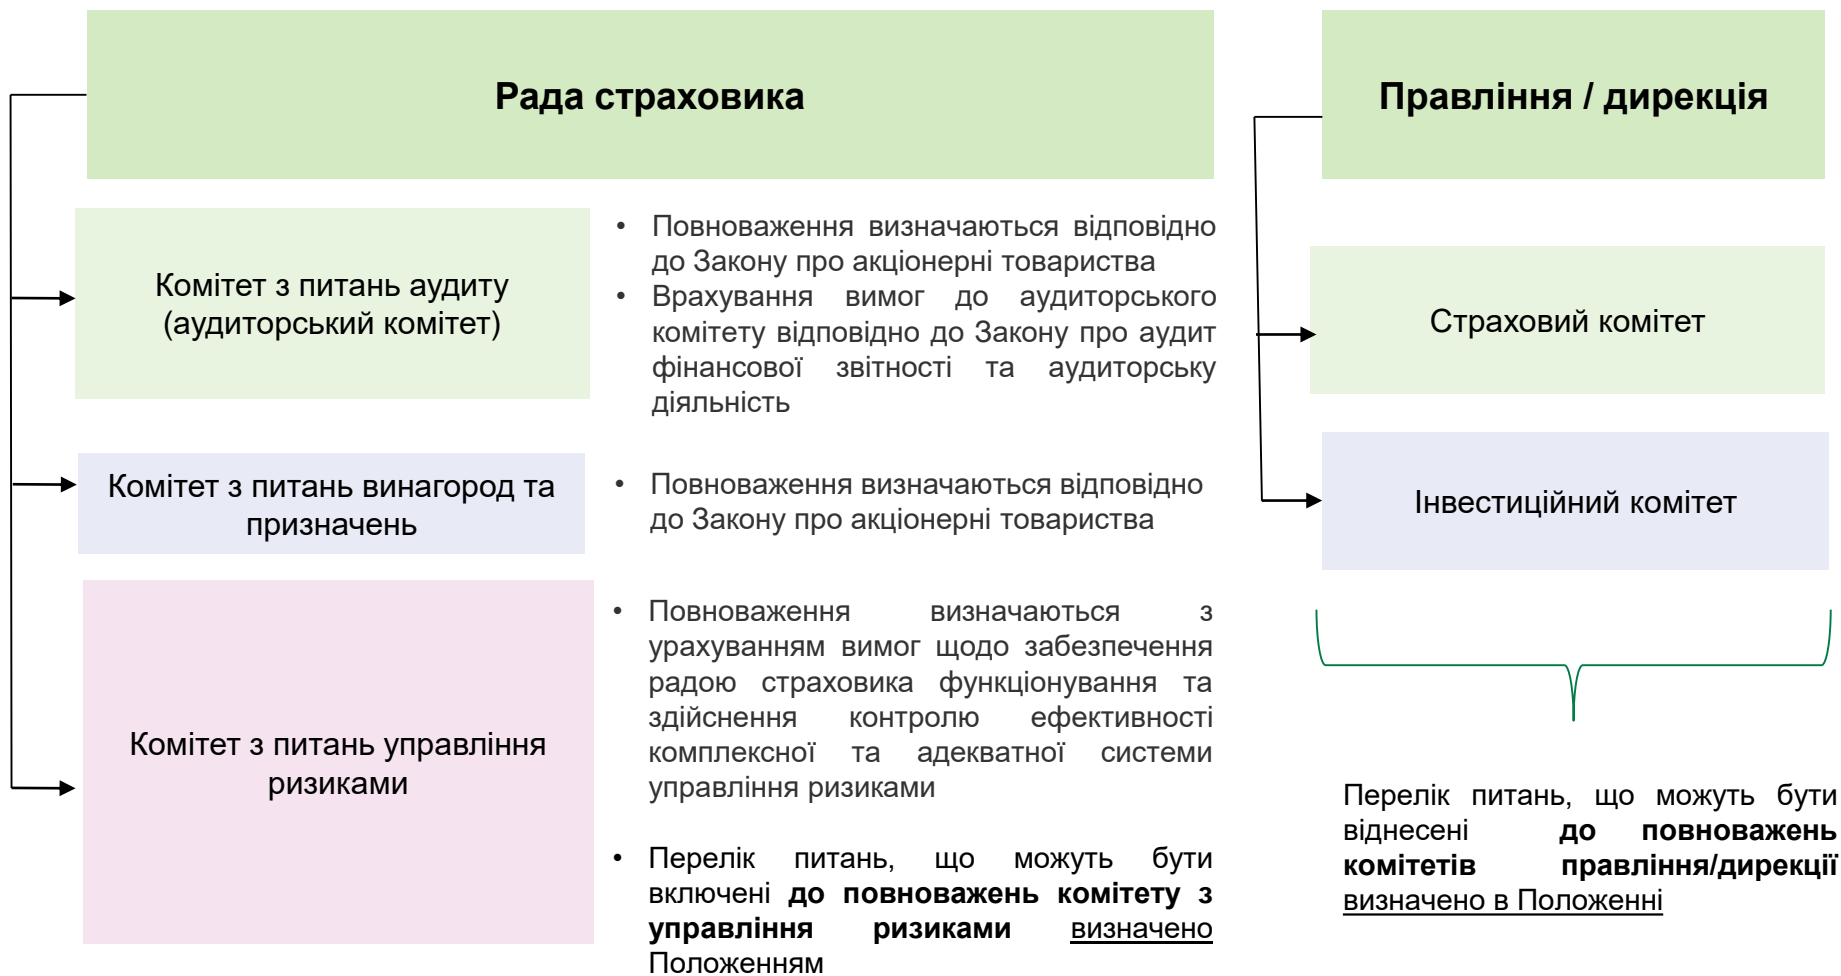 Рада страховика
Комітет з питань аудиту
(аудиторський комітет)
• Повноваження визначаються відповідно
до Закону про акціонерні товариства
• Врахування вимог до аудиторського
комітету відповідно до Закону про аудит
фінансової звітності та аудиторську
діяльність
Комітет з питань винагород та
призначень
• Повноваження визначаються відповідно
до Закону про акціонерні товариства
Комітет з питань управління
ризиками
• Повноваження визначаються з
урахуванням вимог щодо забезпечення
радою страховика функціонування та
здійснення контролю ефективності
комплексної та адекватної системи
управління ризиками
• Перелік питань, що можуть бути
включені до повноважень комітету з
управління ризиками визначено
Положенням
Правління / дирекція
Страховий комітет
Інвестиційний комітет
Перелік питань, що можуть бути
віднесені до повноважень
комітетів правління/дирекції
визначено в Положенні